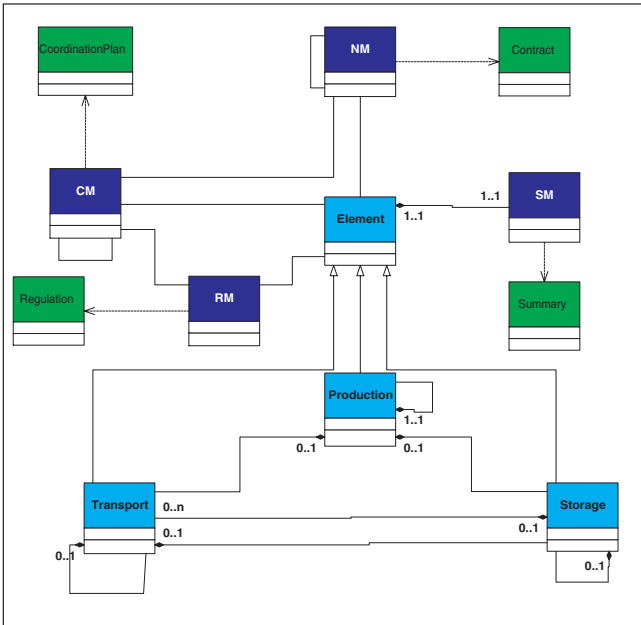 CoordinationPlan
NM
Contract
CM
SM
1..1
Element
1..1
Regulation
RM
Summary
Production
1..1
0..1
0..1
Transport
0..n
Storage
0..1
0..1
0..1
0..1